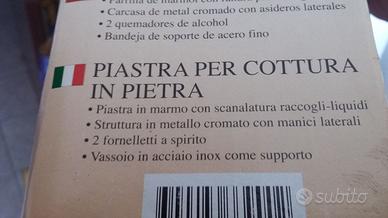 • Carcasa de metal cromado con asideros laterales
• 2 quemadores de alcohol
• Bandeja de soporte de acero fino
PIASTRA PER COTTURA
IN PIETRA
• Piastra in marmo con scanalatura raccogli-liquidi
• Struttura in metallo cromato con manici laterali
• 2 fornelletti a spirito
• Vassoio in acciaio inox come supporto
subito